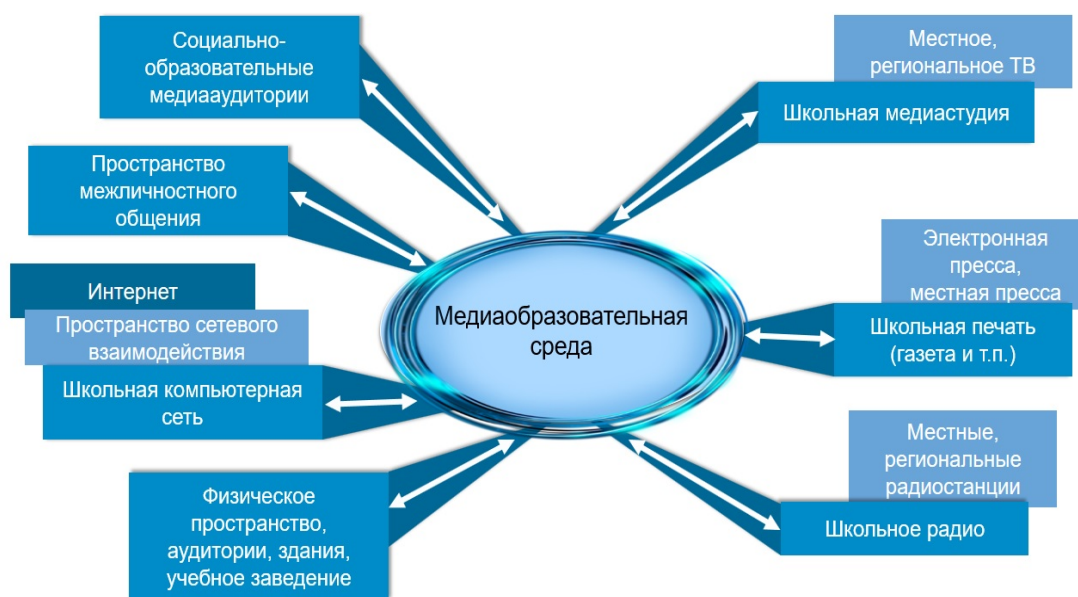 Социально-
образовательные
медиааудитории
Местное,
региональное ТВ
Школьная медиастудия
Пространство
межличностного
общения
Электронная
пресса,
местная пресса
Школьная печать
(газета и т.п.)
Интернет
Пространство сетевого
взаимодействия
Школьная компьютерная
сеть
Медиаобразовательная
среда
Местные,
региональные
радиостанции
Школьное радио
Физическое
пространство,
аудитории, здания,
учебное заведение